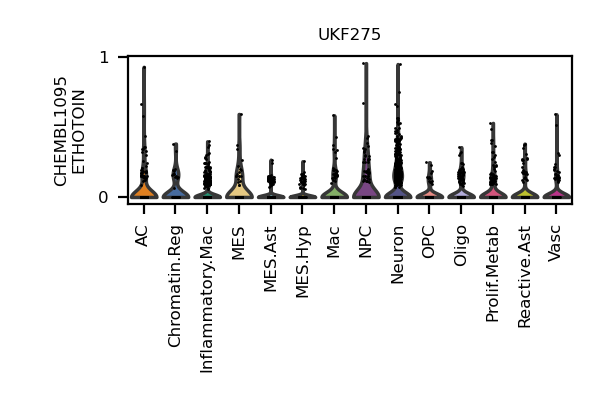 UKF275
CHEMBL1095
ETHOTOIN
1
0
AC
Chromatin.Reg
Inflammatory.Mac
MES
MES.Ast
MES.Hyp
Mac
NPC
Neuron
OPC
Oligo
Prolif.Metab
Reactive.Ast
Vasc